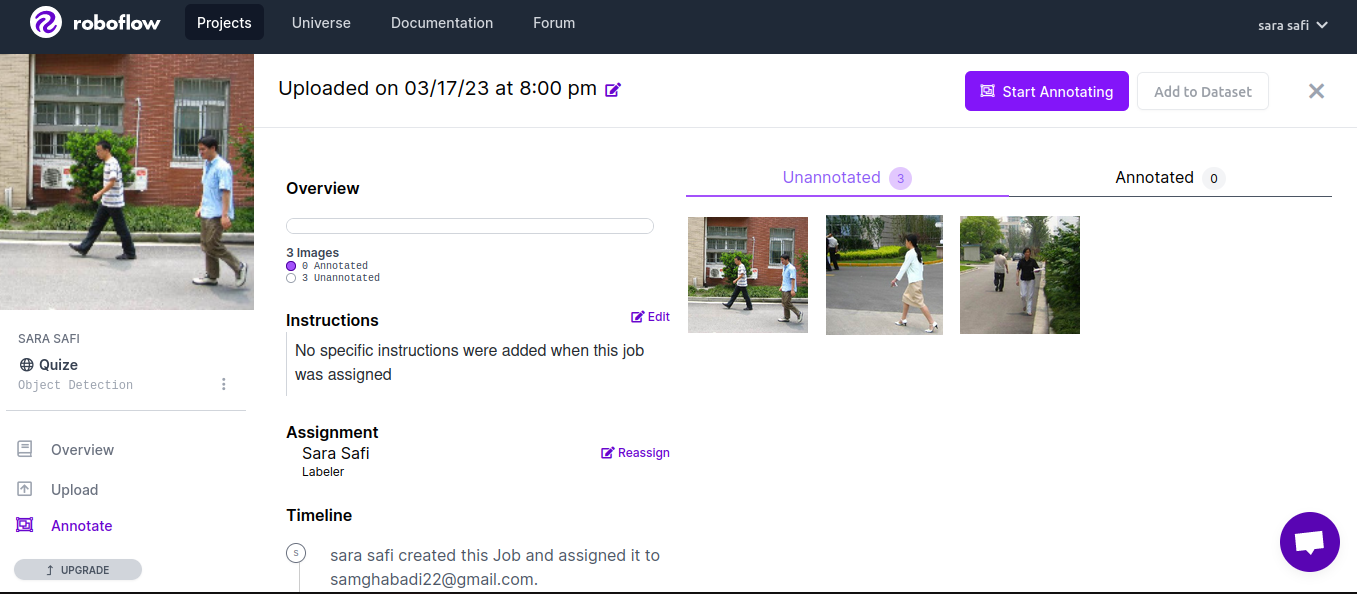 roboflow
Projects
Universe
Documentation
Forum
sara safi
Uploaded on 03/17/23 at 8:00 pm
Start Annotating
Add to Dataset
SARA SAFI
Quize
Object Detection
Overview
Upload
Annotate
UPGRADE
Overview
3 Images
0 Annotated
3 Unannotated
Instructions
Edit
No specific instructions were added when this job
was assigned
Assignment
Sara Safi
Reassign
Labeler
Timeline
S
sara safi created this Job and assigned it to
samghabadi22@gmail.com.
Unannotated 3
Annotated 0